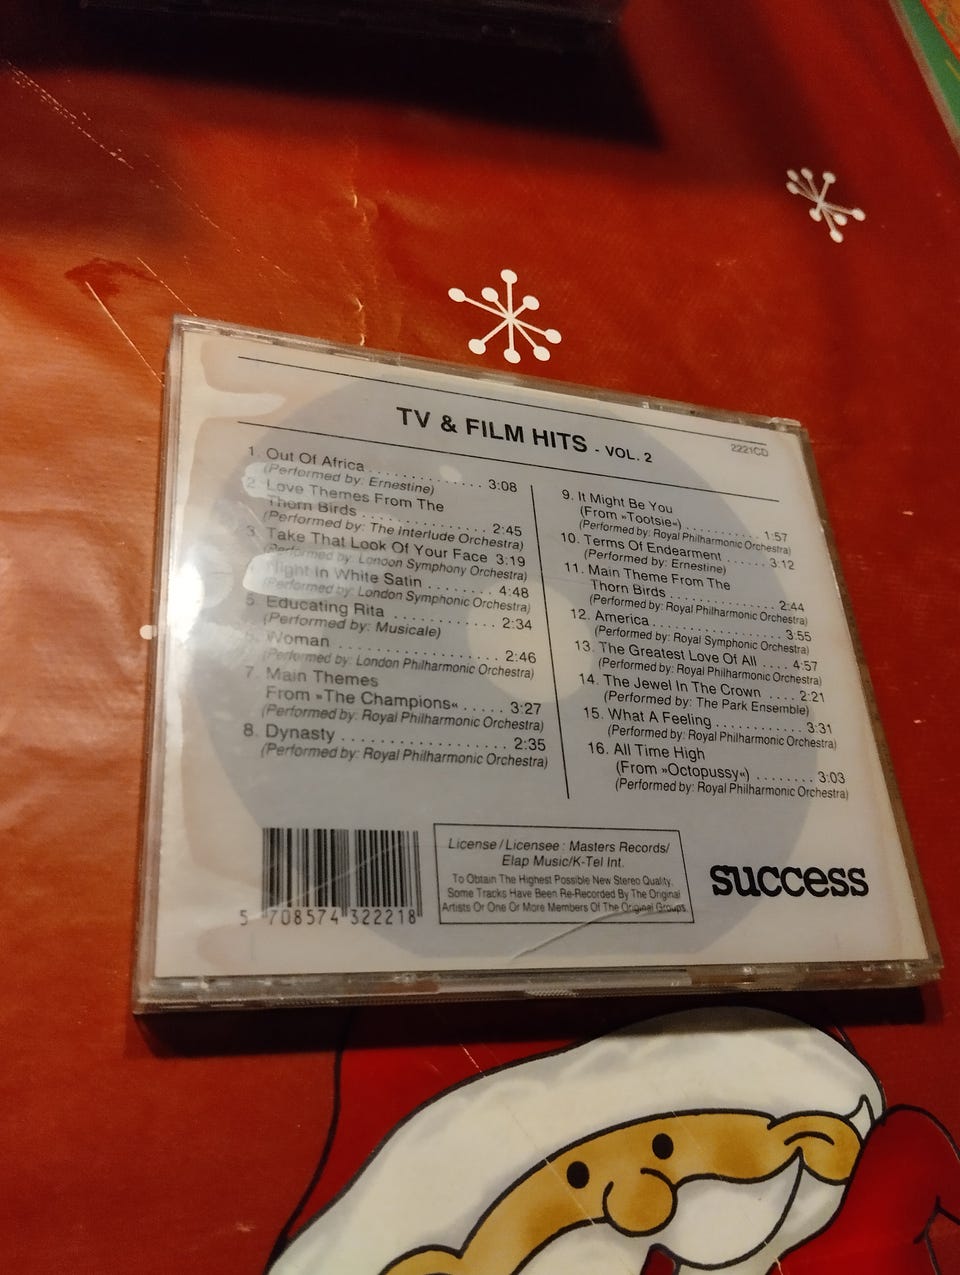 TV & FILM HITS - VOL. 2
2221CD
1. Out Of Africa . . . . . . . . . . . . . 3:08
(Performed by: Ernestine)
2. Love Themes From The
Thorn Birds . . . . . . . . . . . . . . 2:45
(Performed by: The Interlude Orchestra)
3. Take That Look Of Your Face 3.19
(Performed by: London Symphony Orchestra)
4. Night In White Satin . . . . . . . . 4:48
(Performed by: London Symphonic Orchestra)
5. Educating Rita . . . . . . . . . . . . 2:34
(Performed by: Musicale)
6. Woman . . . . . . . . . . . . . . . . . . 2:46
(Performed by: London Philharmonic Orchestra)
7. Main Themes
From »The Champions« . . . . . 3:27
(Performed by: Royal Philharmonic Orchestra)
8. Dynasty . . . . . . . . . . . . . . . . . . 2:35
(Performed by: Royal Philharmonic Orchestra)
9. It Might Be You
(From »Tootsie«) . . . . . . . . . . . 1:57
(Performed by: Royal Philharmonic Orchestra)
10. Terms Of Endearment . . . . . . 3:12
(Performed by: Ernestine)
11. Main Theme From The
Thorn Birds . . . . . . . . . . . . . . . 2:44
(Performed by: Royal Philharmonic Orchestra)
12. America . . . . . . . . . . . . . . . . . . 3:55
(Performed by: Royal Symphonic Orchestra)
13. The Greatest Love Of All . . . . 4:57
(Performed by: Royal Philharmonic Orchestra)
14. The Jewel In The Crown . . . . 2:21
(Performed by: The Park Ensemble)
15. What A Feeling . . . . . . . . . . . . 3:31
(Performed by: Royal Philharmonic Orchestra)
16. All Time High
(From »Octopussy«) . . . . . . . . 3:03
(Performed by: Royal Philharmonic Orchestra)
5 708574 322218
License/Licensee: Masters Records/
Elap Music/K-Tel Int.
To Obtain The Highest Possible New Stereo Quality.
Some Tracks Have Been Re-Recorded By The Original
Artists Or One Or More Members Of The Original Groups.
success